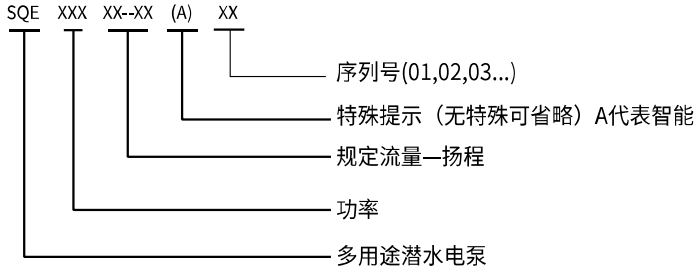 SQE XXX XX--XX (A) XX
序列号(01,02,03...)
特殊提示（无特殊可省略）A代表智能
规定流量—扬程
功率
多用途潜水电泵